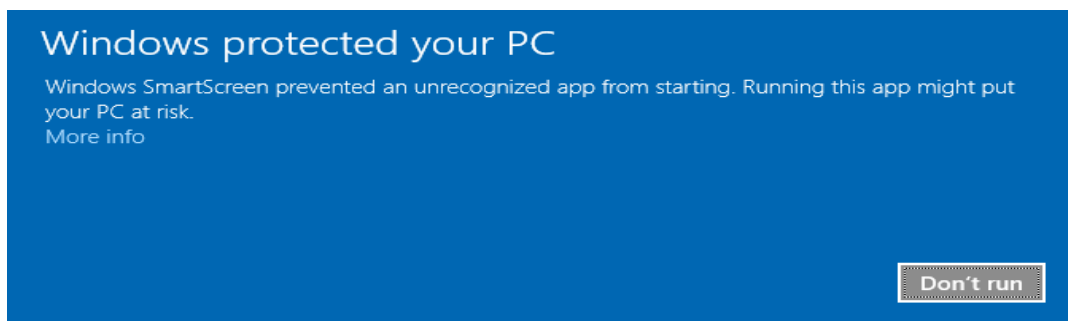 Windows protected your PC
Windows SmartScreen prevented an unrecognized app from starting. Running this app might put
your PC at risk.
More info
Don't run